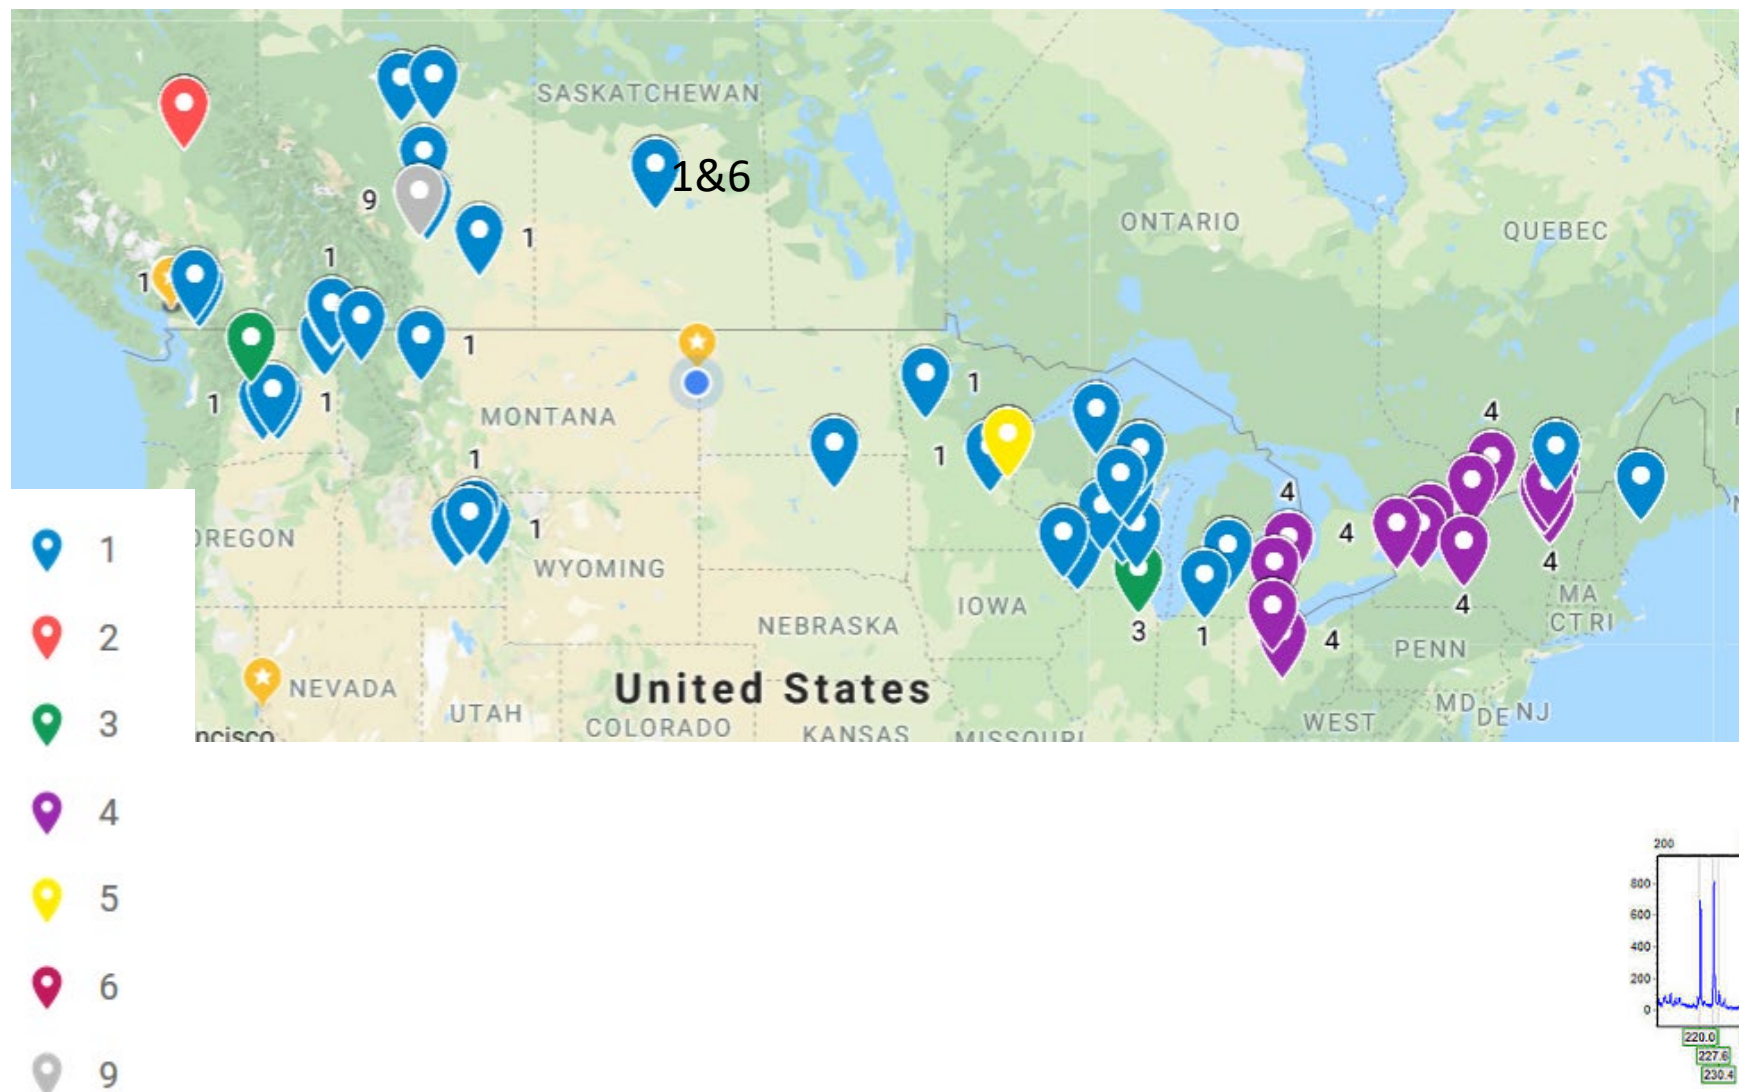 SASKATCHEWAN
1&6
9
ONTARIO
QUEBEC
1
1
1
1
MONTANA
1
1
1
1
4
1
1
4
4
OREGON
WYOMING
4
IOWA
MA
CT RI
NEBRASKA
3
1
4
4
PENN
United States
NEVADA
UTAH
COLORADO
KANSAS
MISSOURI
WEST
MD
DE
NJ
ncisco
1
2
3
4
5
6
9
200
800
600
400
200
0
220.0
227.6
230.4